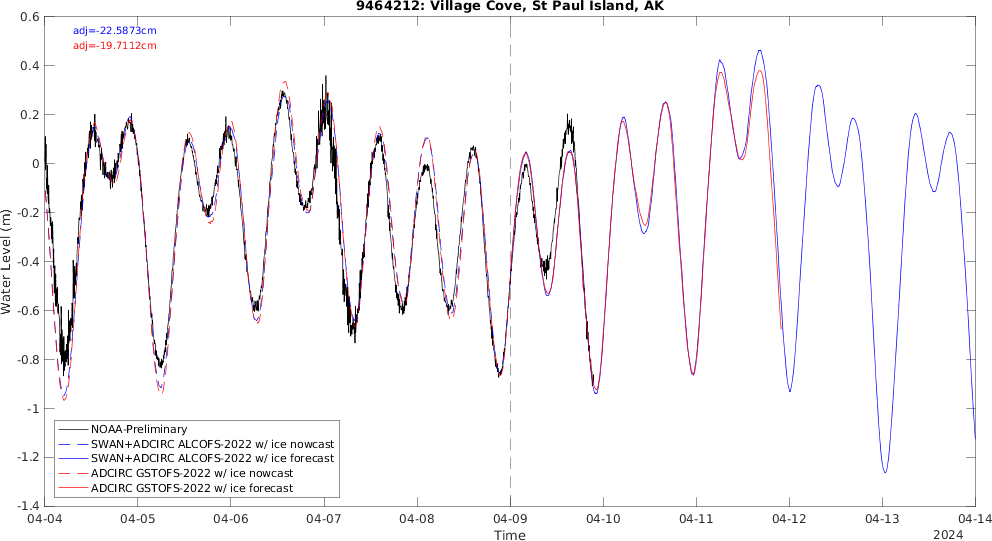 9464212: Village Cove, St Paul Island, AK
adj=-22.5873cm
adj=-19.7112cm
0.6
0.4
0.2
0
-0.2
-0.4
-0.6
-0.8
-1
-1.2
-1.4
Water Level (m)
NOAA-Preliminary
SWAN+ADCIRC ALCOFS-2022 w/ ice nowcast
SWAN+ADCIRC ALCOFS-2022 w/ ice forecast
ADCIRC GSTOFS-2022 w/ ice nowcast
ADCIRC GSTOFS-2022 w/ ice forecast
04-04 04-05 04-06 04-07 04-08 04-09 04-10 04-11 04-12 04-13 04-14
Time
2024